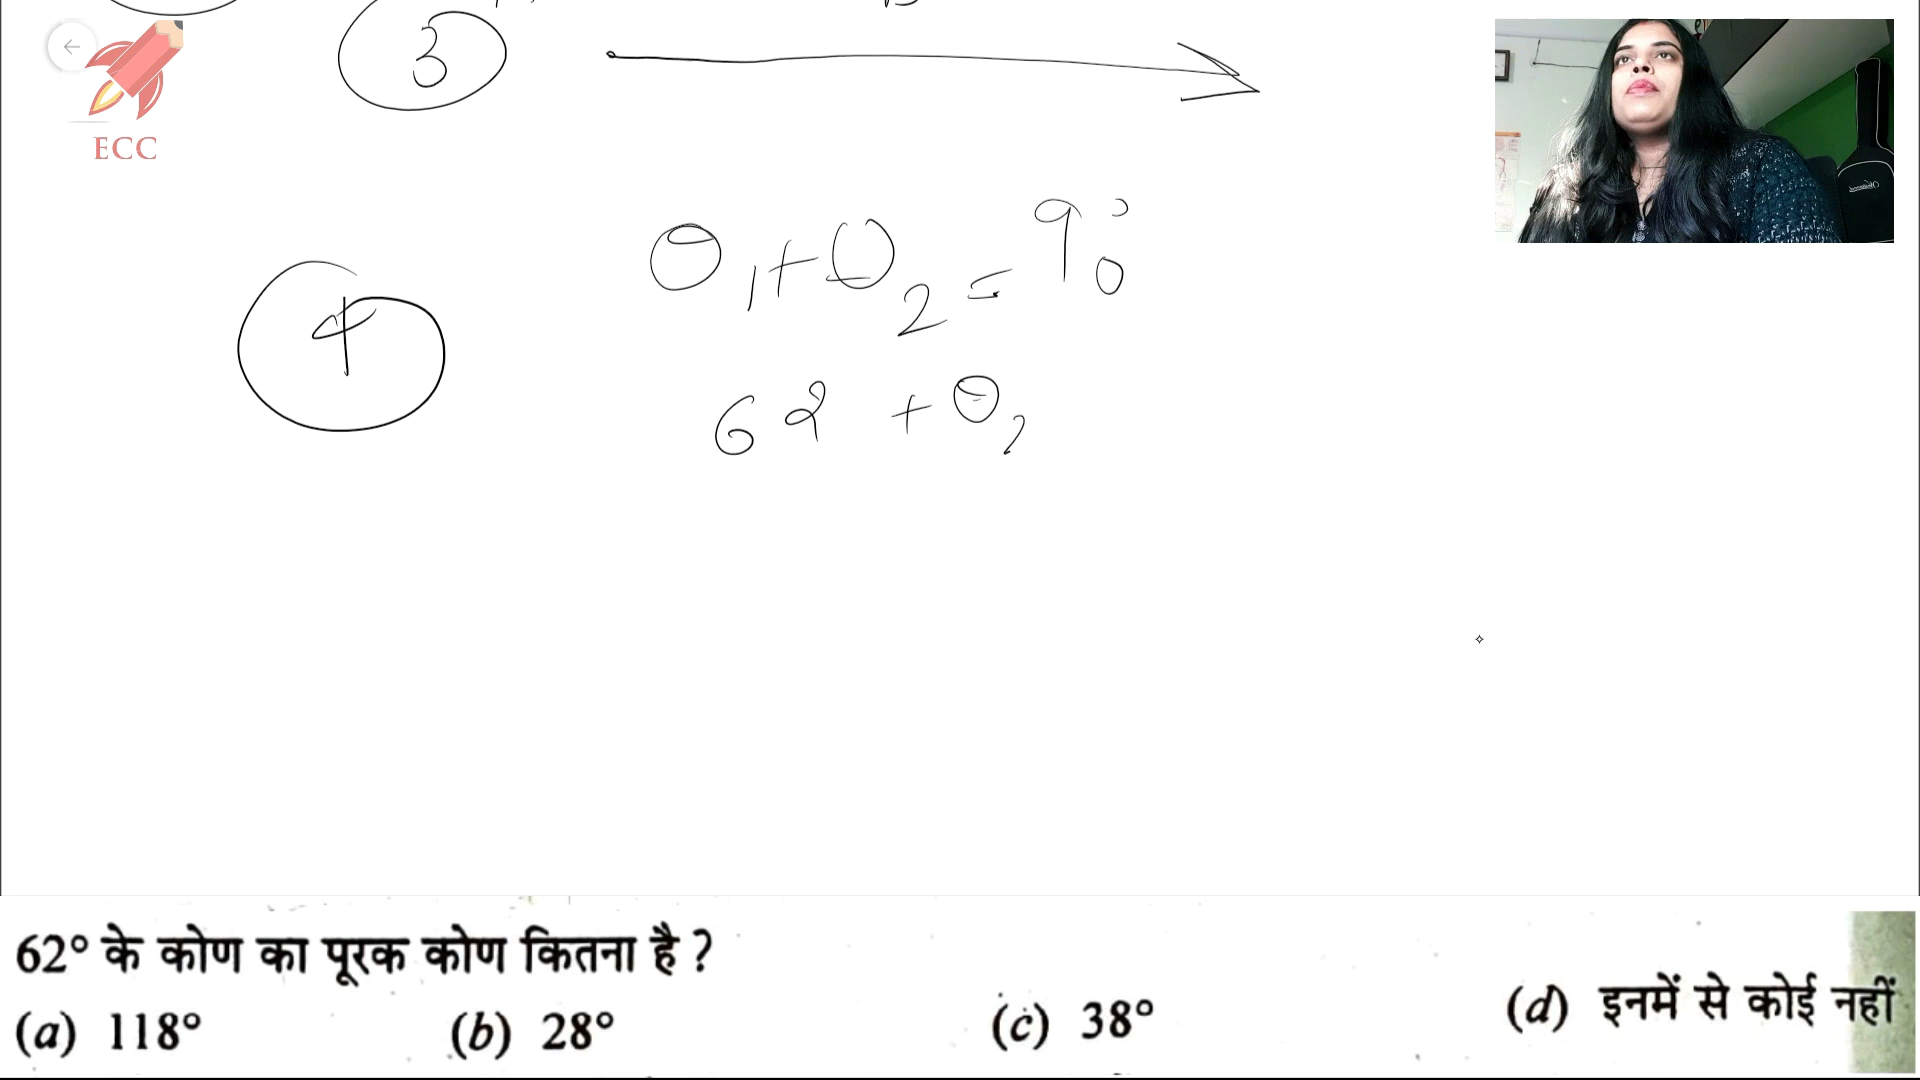 3
ECC
θ₁+θ₂ = 90°
4
62 + θ₂
62° के कोण का पूरक कोण कितना है ?
(a) 118° (b) 28° (c) 38° (d) इनमें से कोई नहीं